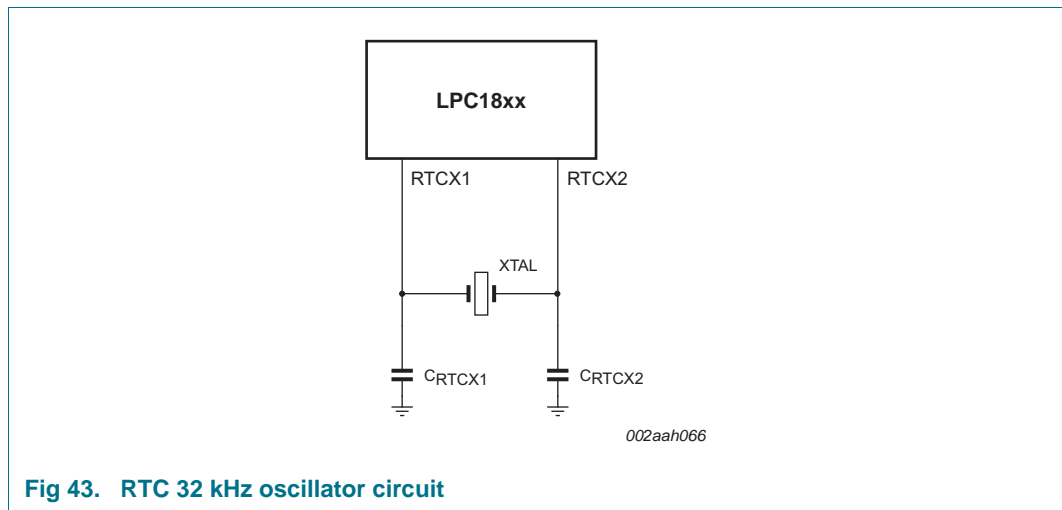 LPC18xx
RTCX1 RTCX2
XTAL
CRTCX1 CRTCX2
002aah066
Fig 43. RTC 32 kHz oscillator circuit